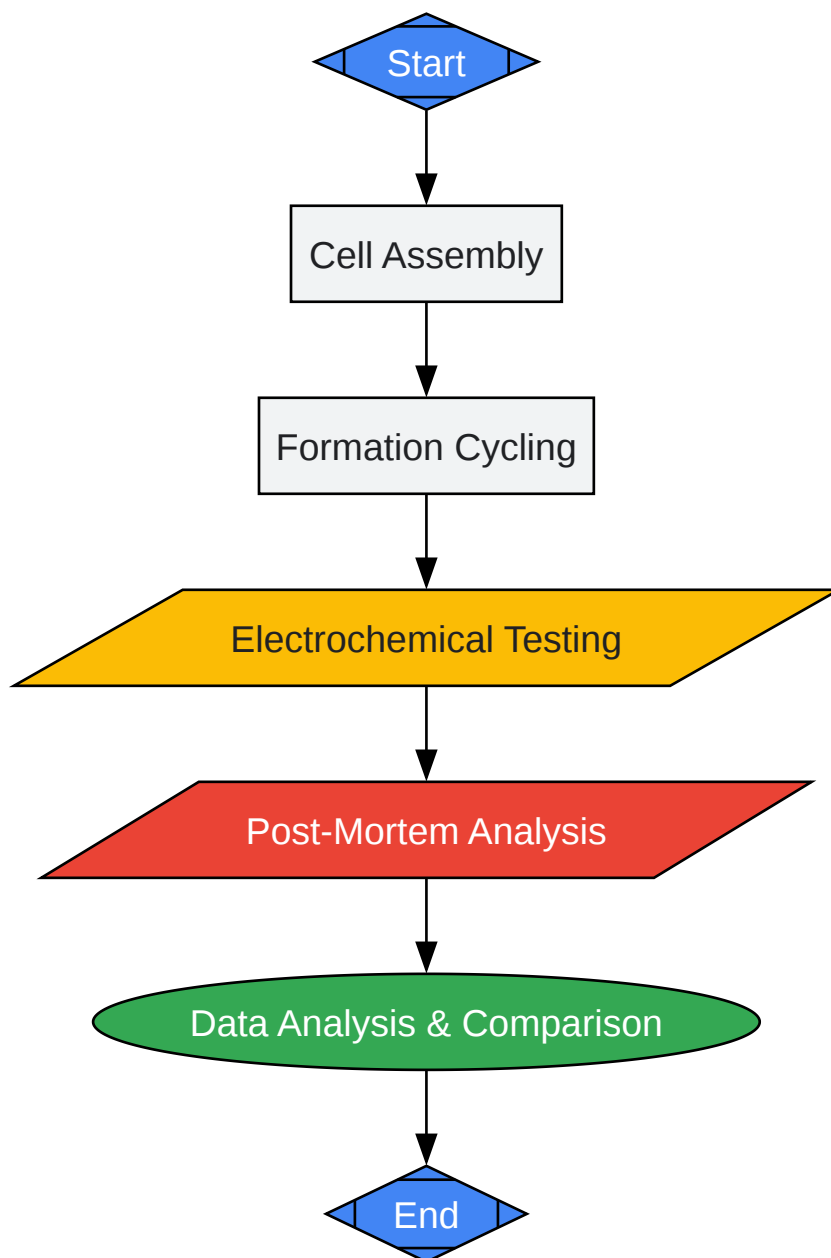 Start
Cell Assembly
Formation Cycling
Electrochemical Testing
Post-Mortem Analysis
Data Analysis & Comparison
End